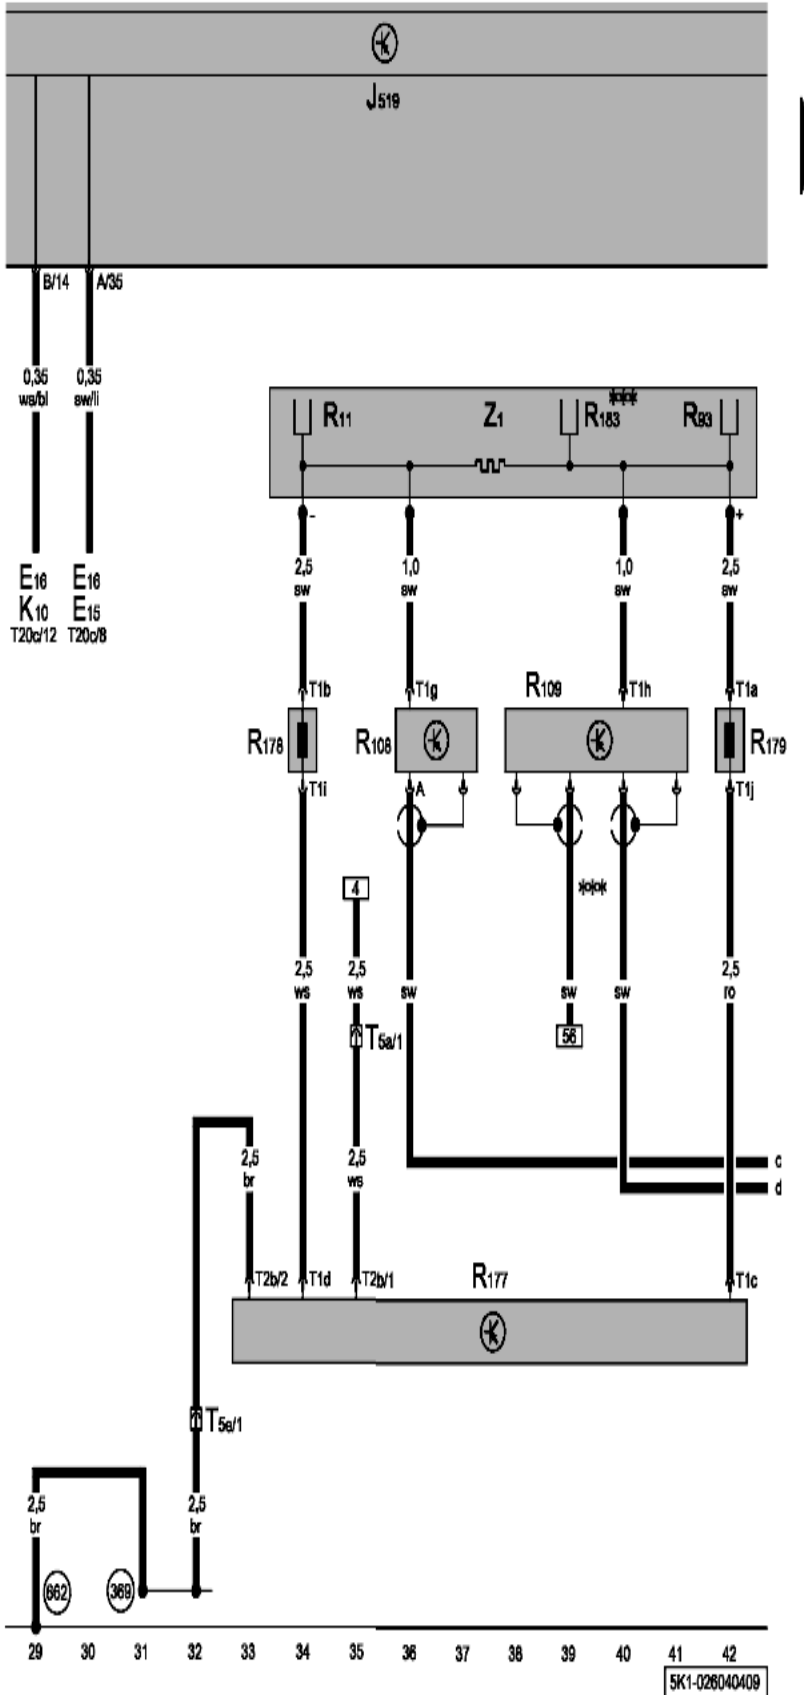 J519
B/14 A/35
0,35 0,35
ws/bl sw/li
E16 E16
K10 E15
T20c/12 T20c/8
***
R11 Z1 R183 R93
- +
2,5 1,0 1,0 2,5
sw sw sw sw
T1b T1g R109 T1h T1a
R178 R108 R179
T1i A T1j
4 ***
2,5 2,5 2,5
ws ws sw sw sw ro
T5a/1 56
2,5 2,5 c
br ws d
T2b/2 T1d T2b/1 R177 T1c
T5e/1
2,5 2,5
br br
662 369
29 30 31 32 33 34 35 36 37 38 39 40 41 42
5K1-026040409